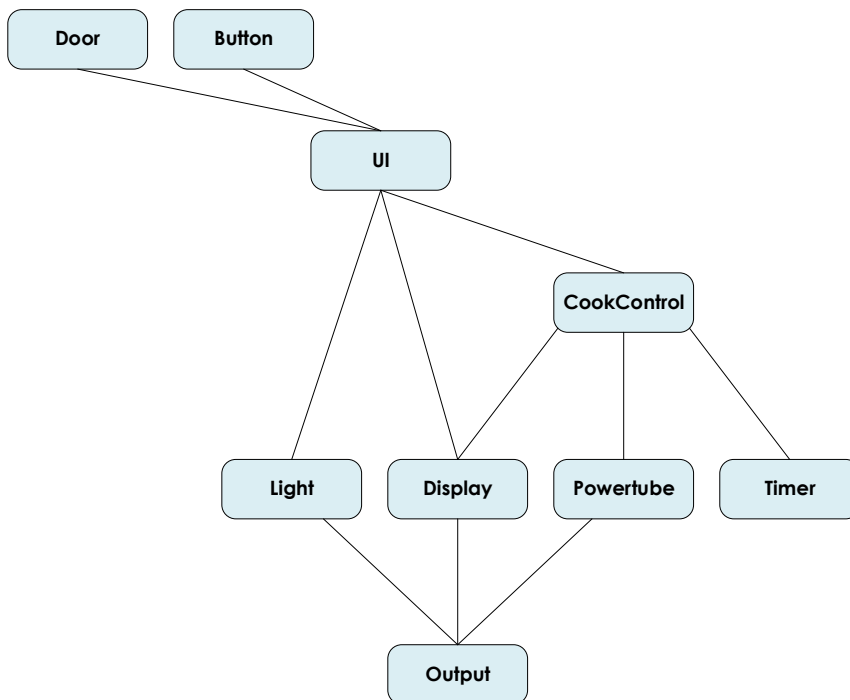 Door
Button
UI
CookControl
Light
Display
Powertube
Timer
Output